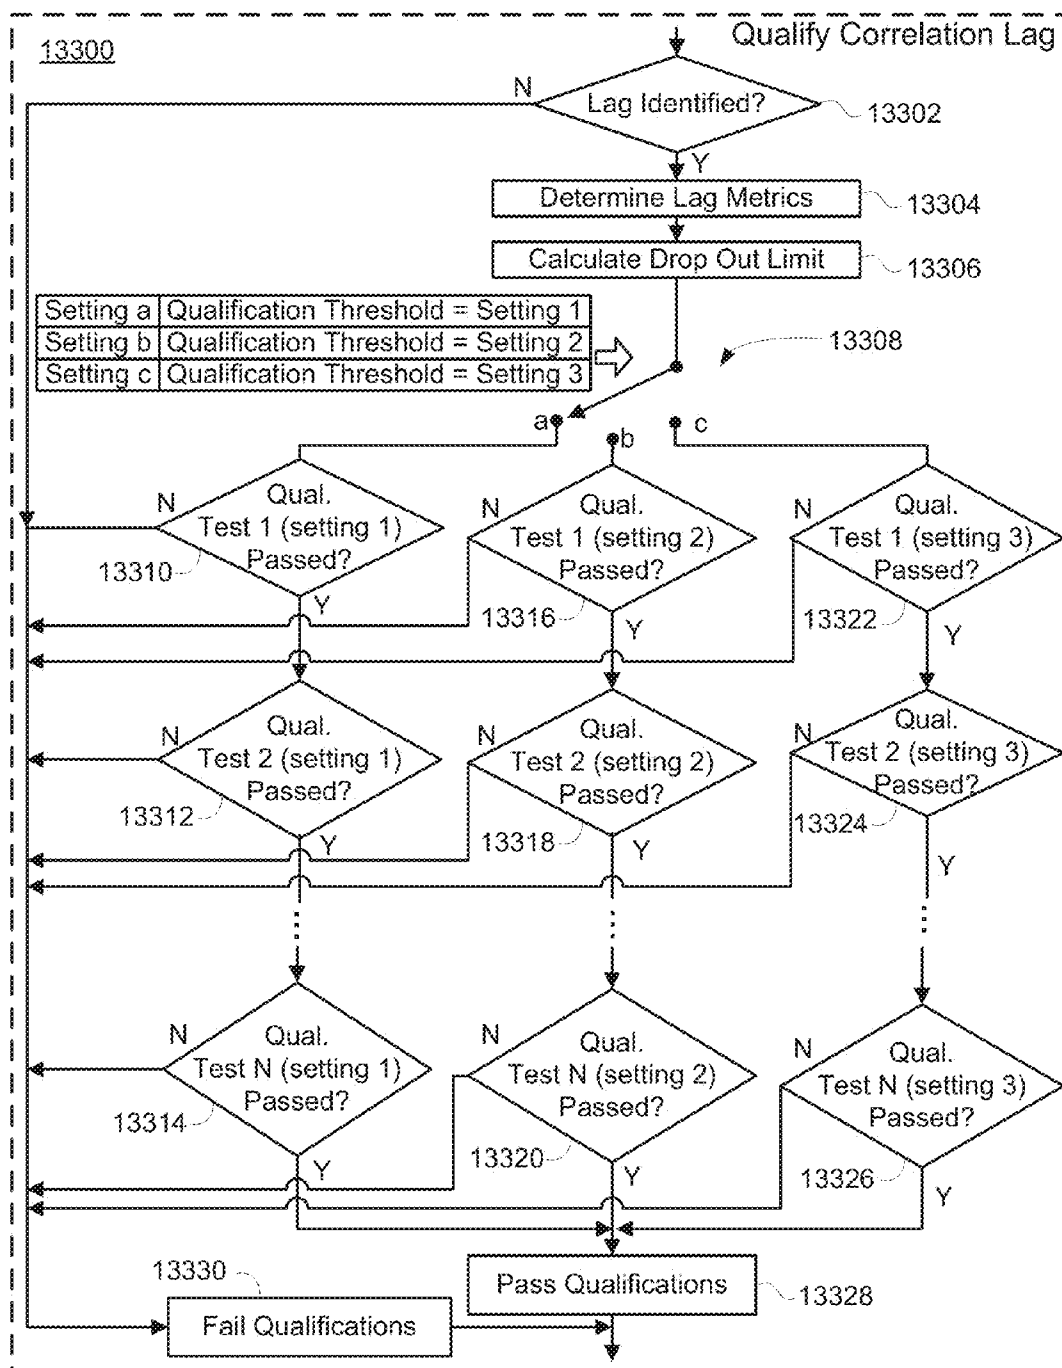 13300
Qualify Correlation Lag
N
Lag Identified?
13302
Y
Determine Lag Metrics
13304
Calculate Drop Out Limit
13306
Setting a Qualification Threshold = Setting 1
Setting b Qualification Threshold = Setting 2
Setting c Qualification Threshold = Setting 3
13308
a
b
c
N
Qual.
Test 1 (setting 1)
Passed?
13310
Y
N
Qual.
Test 1 (setting 2)
Passed?
13316
Y
N
Qual.
Test 1 (setting 3)
Passed?
13322
Y
N
Qual.
Test 2 (setting 1)
Passed?
13312
Y
N
Qual.
Test 2 (setting 2)
Passed?
13318
Y
N
Qual.
Test 2 (setting 3)
Passed?
13324
Y
N
Qual.
Test N (setting 1)
Passed?
13314
Y
N
Qual.
Test N (setting 2)
Passed?
13320
Y
N
Qual.
Test N (setting 3)
Passed?
13326
Y
13330
Fail Qualifications
Pass Qualifications
13328